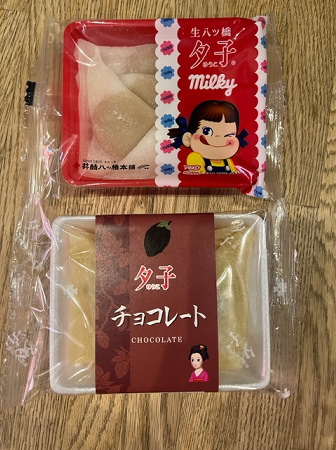 生八ッ橋
夕子
ゆうこ
milky
井筒八ッ橋本舗
夕子
ゆうこ
チョコレート
CHOCOLATE